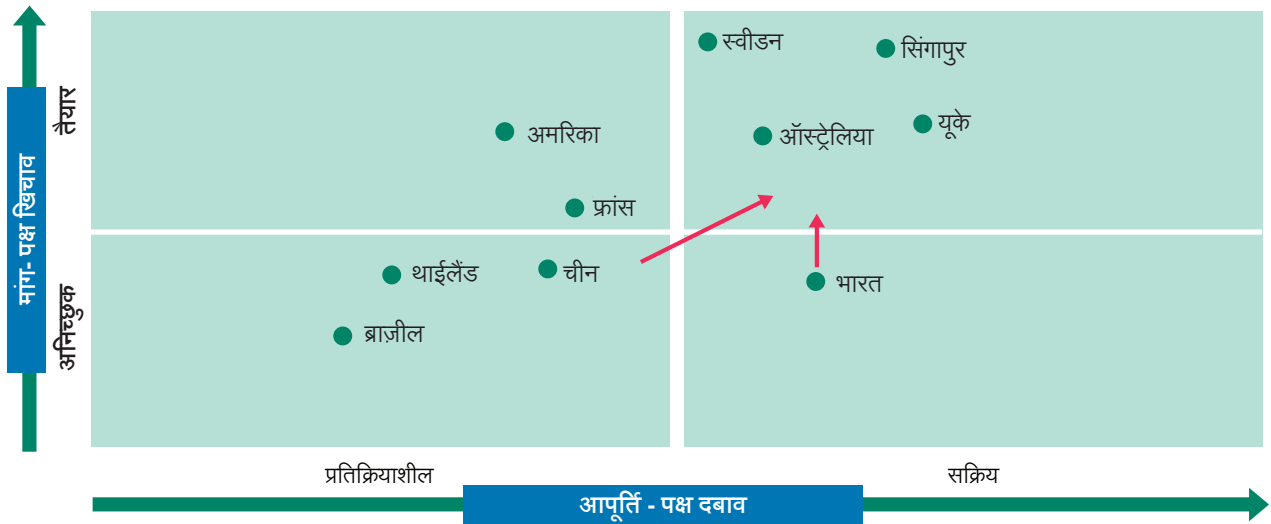 स्वीडन
सिंगापुर
यूके
ऑस्ट्रेलिया
अमरिका
फ्रांस
थाईलैंड
चीन
भारत
ब्राज़ील
तैयार
मांग- पक्ष खिचाव
अनिच्छुक
प्रतिक्रियाशील
सक्रिय
आपूर्ति - पक्ष दबाव